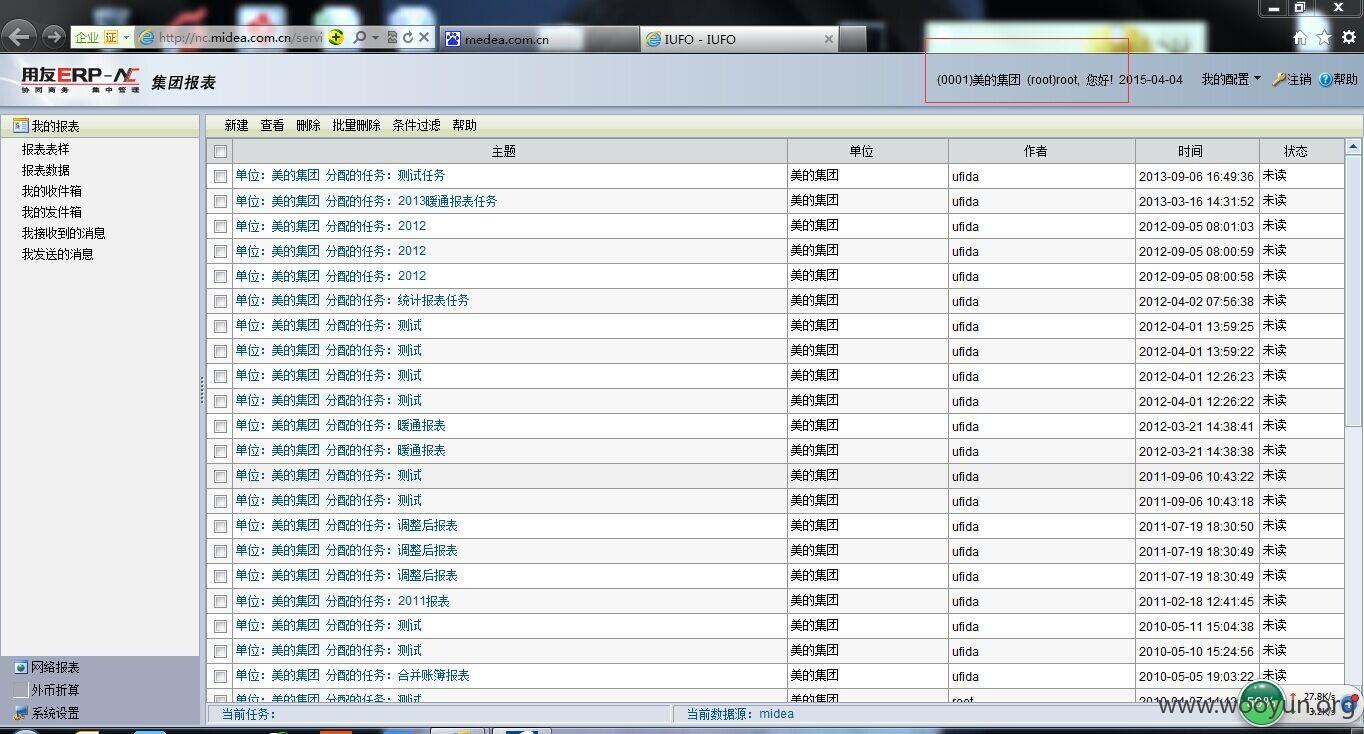 企业 证 http://nc.midea.com.cn/servi medea.com.cn IUFO - IUFO
用友ERP-NC 集团报表
协同商务 集中管理
(0001)美的集团 (root)root, 您好! 2015-04-04 我的配置 注销 帮助
我的报表
报表表样
报表数据
我的收件箱
我的发件箱
我接收到的消息
我发送的消息
网络报表
外币折算
系统设置
新建 查看 删除 批量删除 条件过滤 帮助
主题 单位 作者 时间 状态
单位：美的集团 分配的任务：测试任务 美的集团 ufida 2013-09-06 16:49:36 未读
单位：美的集团 分配的任务：2013暖通报表任务 美的集团 ufida 2013-03-16 14:31:52 未读
单位：美的集团 分配的任务：2012 美的集团 ufida 2012-09-05 08:01:03 未读
单位：美的集团 分配的任务：2012 美的集团 ufida 2012-09-05 08:00:59 未读
单位：美的集团 分配的任务：2012 美的集团 ufida 2012-09-05 08:00:58 未读
单位：美的集团 分配的任务：统计报表任务 美的集团 ufida 2012-04-02 07:56:38 未读
单位：美的集团 分配的任务：测试 美的集团 ufida 2012-04-01 13:59:25 未读
单位：美的集团 分配的任务：测试 美的集团 ufida 2012-04-01 13:59:22 未读
单位：美的集团 分配的任务：测试 美的集团 ufida 2012-04-01 12:26:23 未读
单位：美的集团 分配的任务：测试 美的集团 ufida 2012-04-01 12:26:22 未读
单位：美的集团 分配的任务：暖通报表 美的集团 ufida 2012-03-21 14:38:41 未读
单位：美的集团 分配的任务：暖通报表 美的集团 ufida 2012-03-21 14:38:38 未读
单位：美的集团 分配的任务：测试 美的集团 ufida 2011-09-06 10:43:22 未读
单位：美的集团 分配的任务：测试 美的集团 ufida 2011-09-06 10:43:18 未读
单位：美的集团 分配的任务：调整后报表 美的集团 ufida 2011-07-19 18:30:50 未读
单位：美的集团 分配的任务：调整后报表 美的集团 ufida 2011-07-19 18:30:49 未读
单位：美的集团 分配的任务：调整后报表 美的集团 ufida 2011-07-19 18:30:49 未读
单位：美的集团 分配的任务：2011报表 美的集团 ufida 2011-02-18 12:41:45 未读
单位：美的集团 分配的任务：测试 美的集团 ufida 2010-05-11 15:04:38 未读
单位：美的集团 分配的任务：测试 美的集团 ufida 2010-05-10 15:24:56 未读
单位：美的集团 分配的任务：合并账簿报表 美的集团 ufida 2010-05-05 19:03:22 未读
单位：美的集团 分配的任务：测试 美的集团 root
当前任务： 当前数据源：midea
27.8K/s
3.2K/s
www.wooyun.org